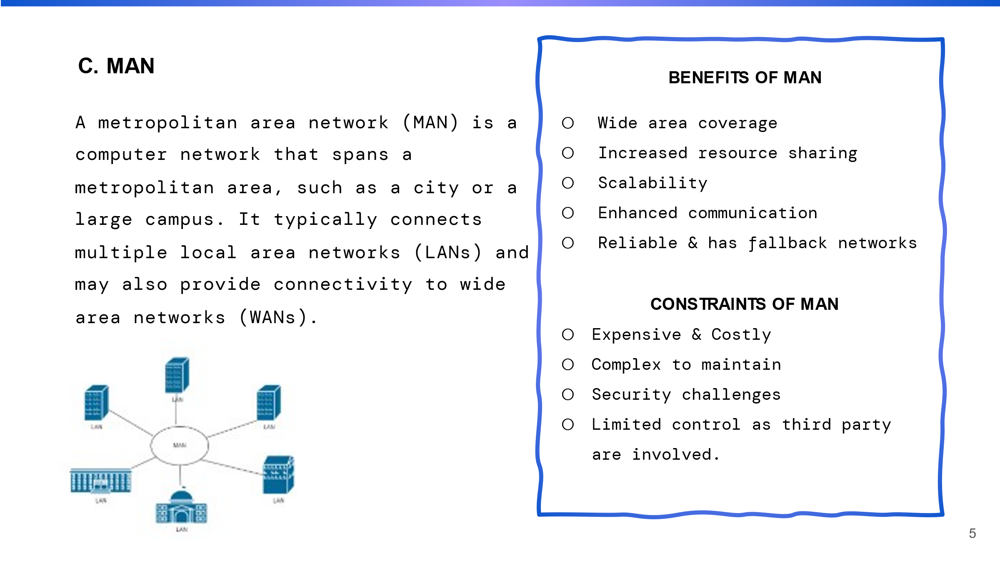 C. MAN
A metropolitan area network (MAN) is a
computer network that spans a
metropolitan area, such as a city or a
large campus. It typically connects
multiple local area networks (LANs) and
may also provide connectivity to wide
area networks (WANs).
LAN
LAN
LAN
MAN
LAN
LAN
LAN
BENEFITS OF MAN
○ Wide area coverage
○ Increased resource sharing
○ Scalability
○ Enhanced communication
○ Reliable & has fallback networks
CONSTRAINTS OF MAN
○ Expensive & Costly
○ Complex to maintain
○ Security challenges
○ Limited control as third party
are involved.
5